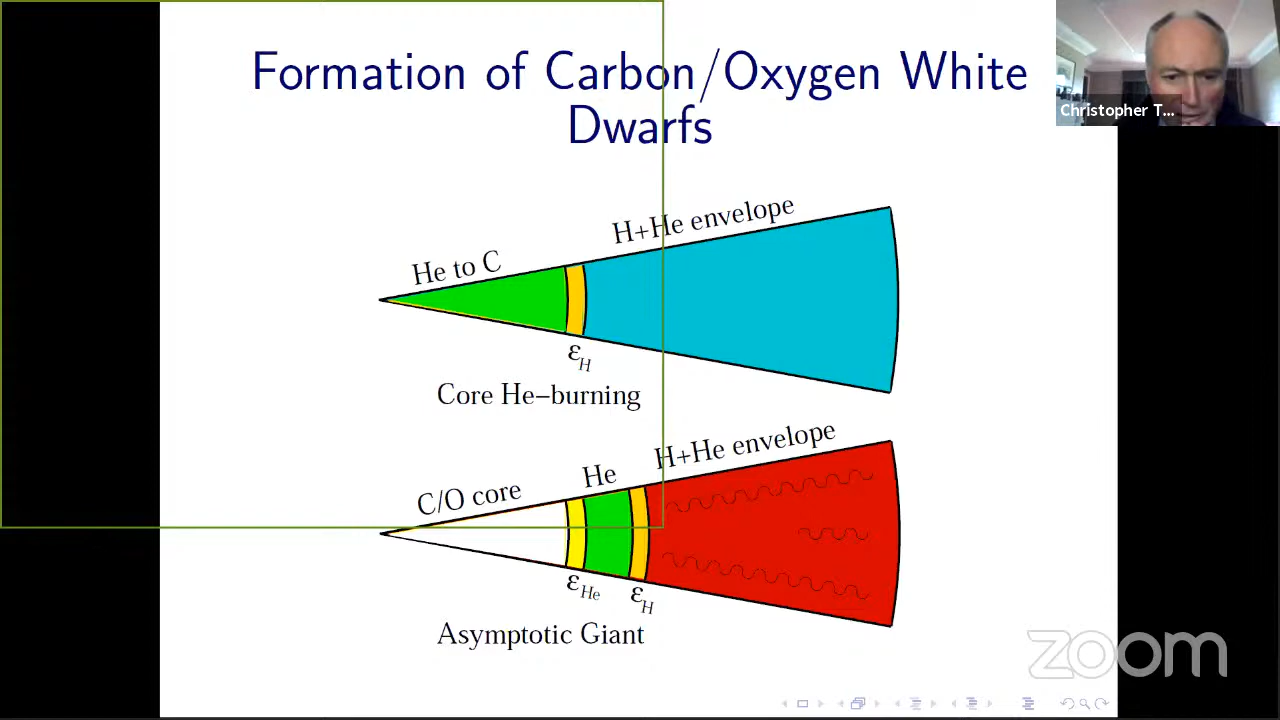 Formation of Carbon/Oxygen White
Dwarfs
Christopher T...
H+He envelope
He to C
εH
Core He–burning
H+He envelope
He
C/O core
εHe
εH
Asymptotic Giant
zoom